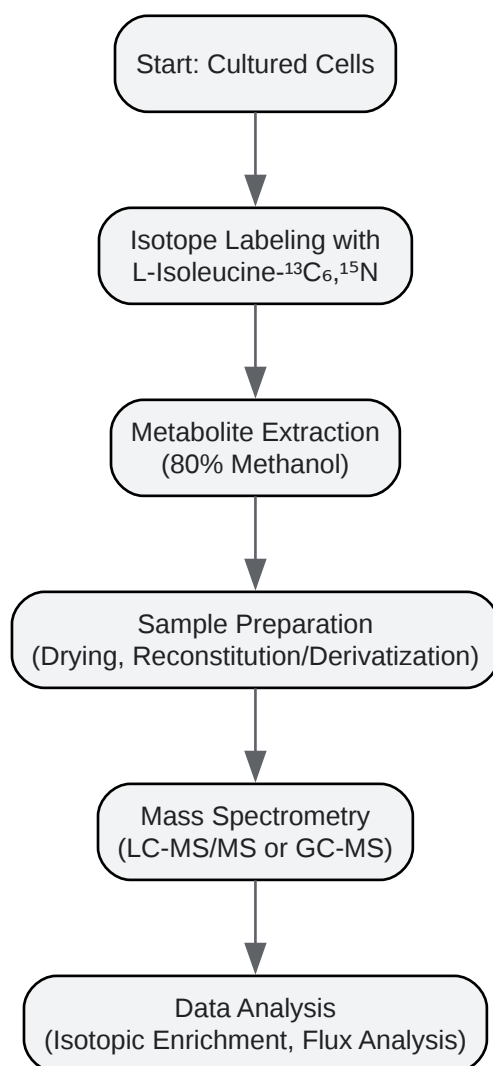 Start: Cultured Cells
Isotope Labeling with
L-Isoleucine-¹³C₆,¹⁵N
Metabolite Extraction
(80% Methanol)
Sample Preparation
(Drying, Reconstitution/Derivatization)
Mass Spectrometry
(LC-MS/MS or GC-MS)
Data Analysis
(Isotopic Enrichment, Flux Analysis)